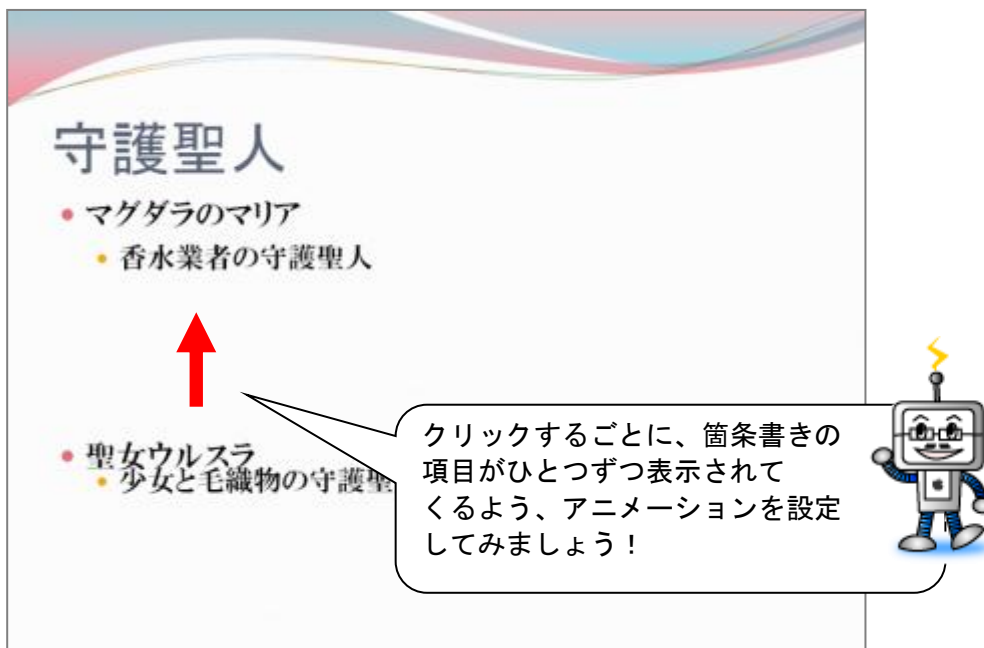 守護聖人
マグダラのマリア
香水業者の守護聖人
聖女ウルスラ
少女と毛織物の守護聖
クリックするごとに、箇条書きの
項目がひとつずつ表示されて
くるよう、アニメーションを設定
してみましょう！